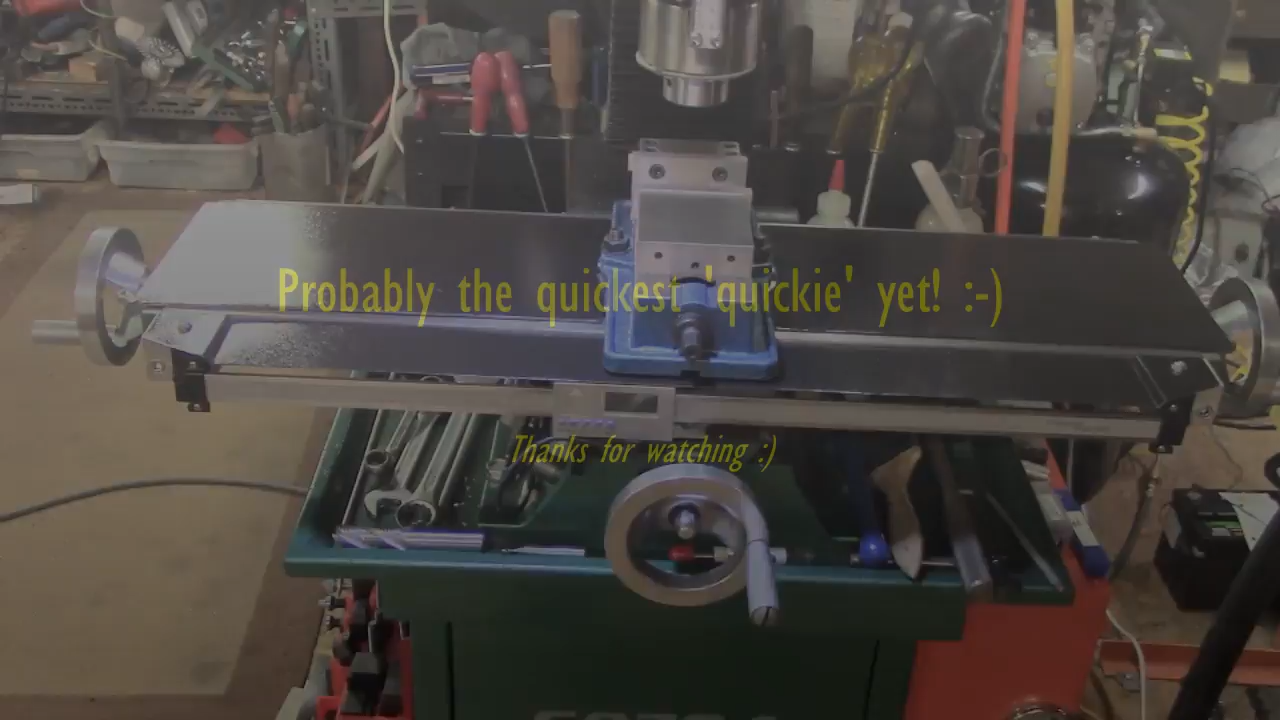 Probably the quickest 'quickie' yet! :-)
Thanks for watching :)